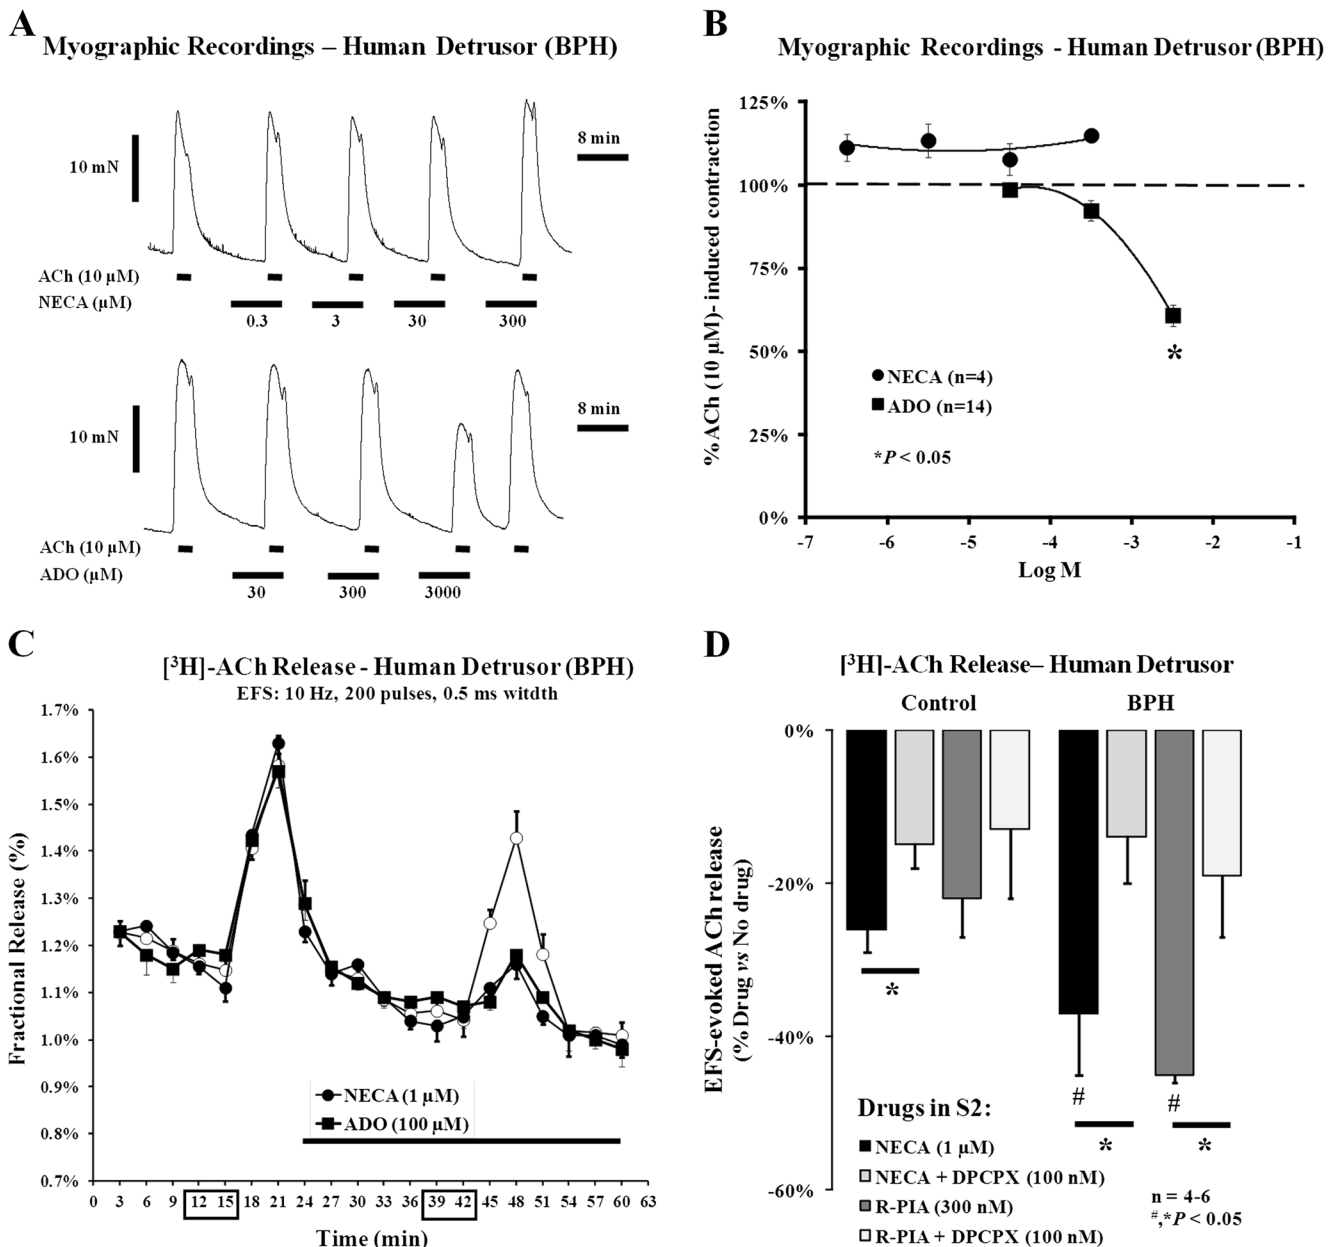 A
Myographic Recordings – Human Detrusor (BPH)
10 mN
8 min
ACh (10 µM)
NECA (µM)
0.3 3 30 300
10 mN
8 min
ACh (10 µM)
ADO (µM)
30 300 3000
B
Myographic Recordings - Human Detrusor (BPH)
%ACh (10 µM)- induced contraction
125%
100%
75%
50%
25%
0%
*
NECA (n=4)
ADO (n=14)
*P < 0.05
-7 -6 -5 -4 -3 -2 -1
Log M
C
[³H]-ACh Release - Human Detrusor (BPH)
EFS: 10 Hz, 200 pulses, 0.5 ms witdth
Fractional Release (%)
1.7%
1.6%
1.5%
1.4%
1.3%
1.2%
1.1%
1.0%
0.9%
0.8%
0.7%
NECA (1 µM)
ADO (100 µM)
0 3 6 9 12 15 18 21 24 27 30 33 36 39 42 45 48 51 54 57 60 63
Time (min)
D
[³H]-ACh Release– Human Detrusor
Control BPH
EFS-evoked ACh release
(% Drug vs No drug)
0%
-20%
-40%
-60%
*
# #
* *
Drugs in S2:
NECA (1 µM)
NECA + DPCPX (100 nM)
R-PIA (300 nM)
R-PIA + DPCPX (100 nM)
n = 4-6
#,*P < 0.05